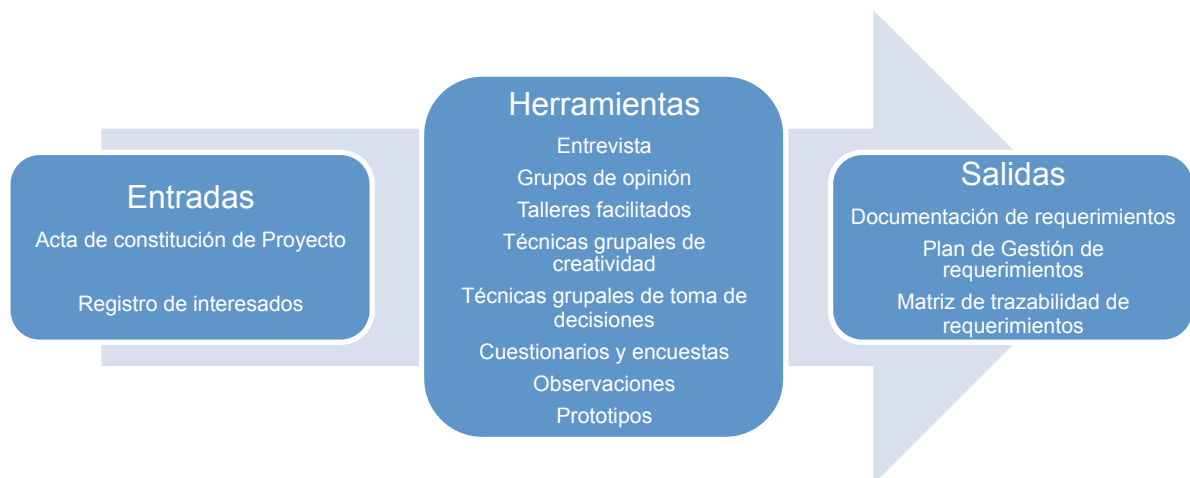 Entradas
Acta de constitución de Proyecto
Registro de interesados
Herramientas
Entrevista
Grupos de opinión
Talleres facilitados
Técnicas grupales de
creatividad
Técnicas grupales de toma de
decisiones
Cuestionarios y encuestas
Observaciones
Prototipos
Salidas
Documentación de requerimientos
Plan de Gestión de
requerimientos
Matriz de trazabilidad de
requerimientos